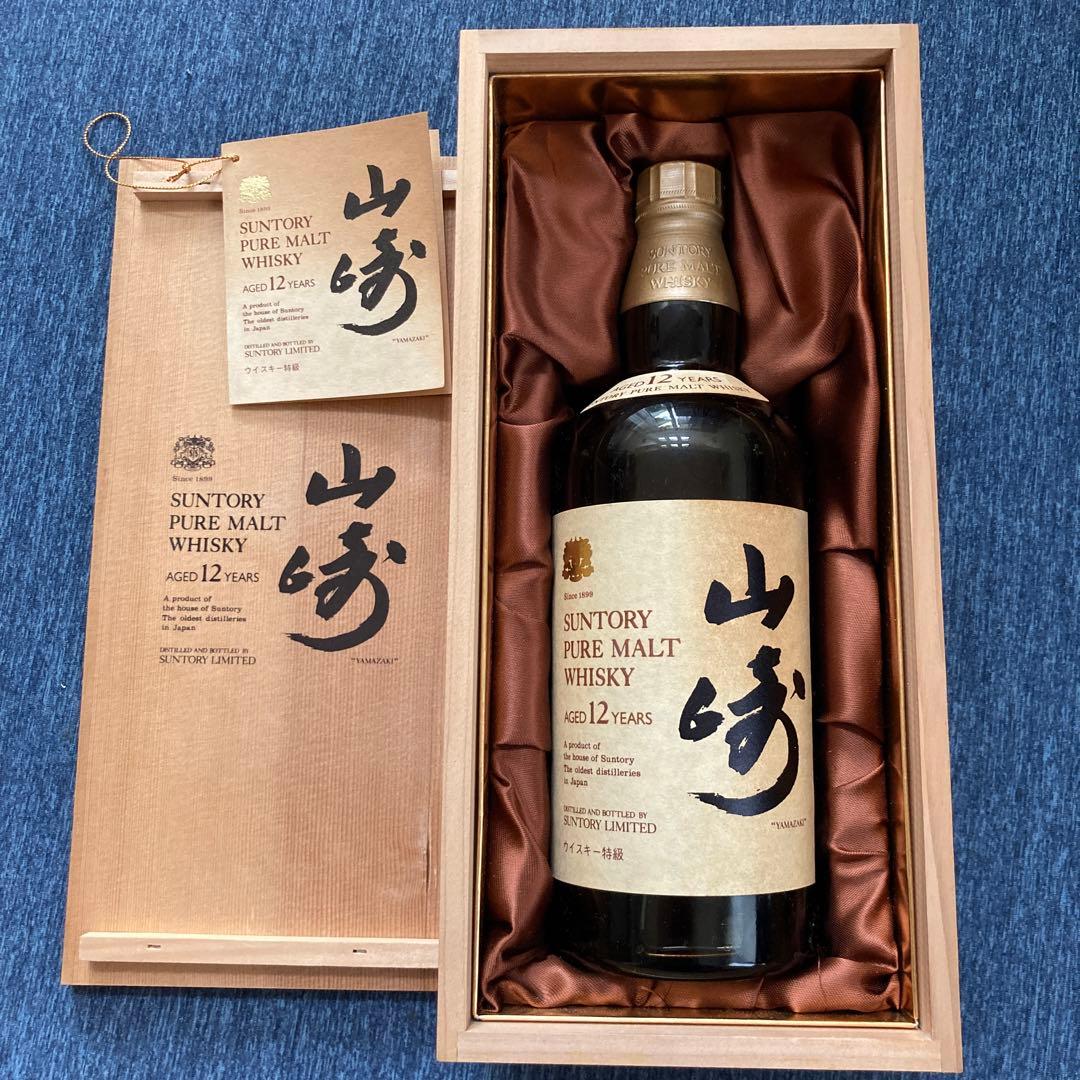 Since 1899
SUNTORY
PURE MALT
WHISKY
AGED 12 YEARS
A product of
the house of Suntory
The oldest distilleries
in Japan
DISTILLED AND BOTTLED BY
SUNTORY LIMITED
ウイスキー特級
山崎
"YAMAZAKI"
Since 1899
SUNTORY
PURE MALT
WHISKY
AGED 12 YEARS
A product of
the house of Suntory
The oldest distilleries
in Japan
DISTILLED AND BOTTLED BY
SUNTORY LIMITED
山崎
"YAMAZAKI"
SUNTORY
PURE MALT
WHISKY
AGED 12 YEARS
PURE MALT WHISKY
Since 1899
SUNTORY
PURE MALT
WHISKY
AGED 12 YEARS
A product of
the house of Suntory
The oldest distilleries
in Japan
DISTILLED AND BOTTLED BY
SUNTORY LIMITED
ウイスキー特級
山崎
"YAMAZAKI"